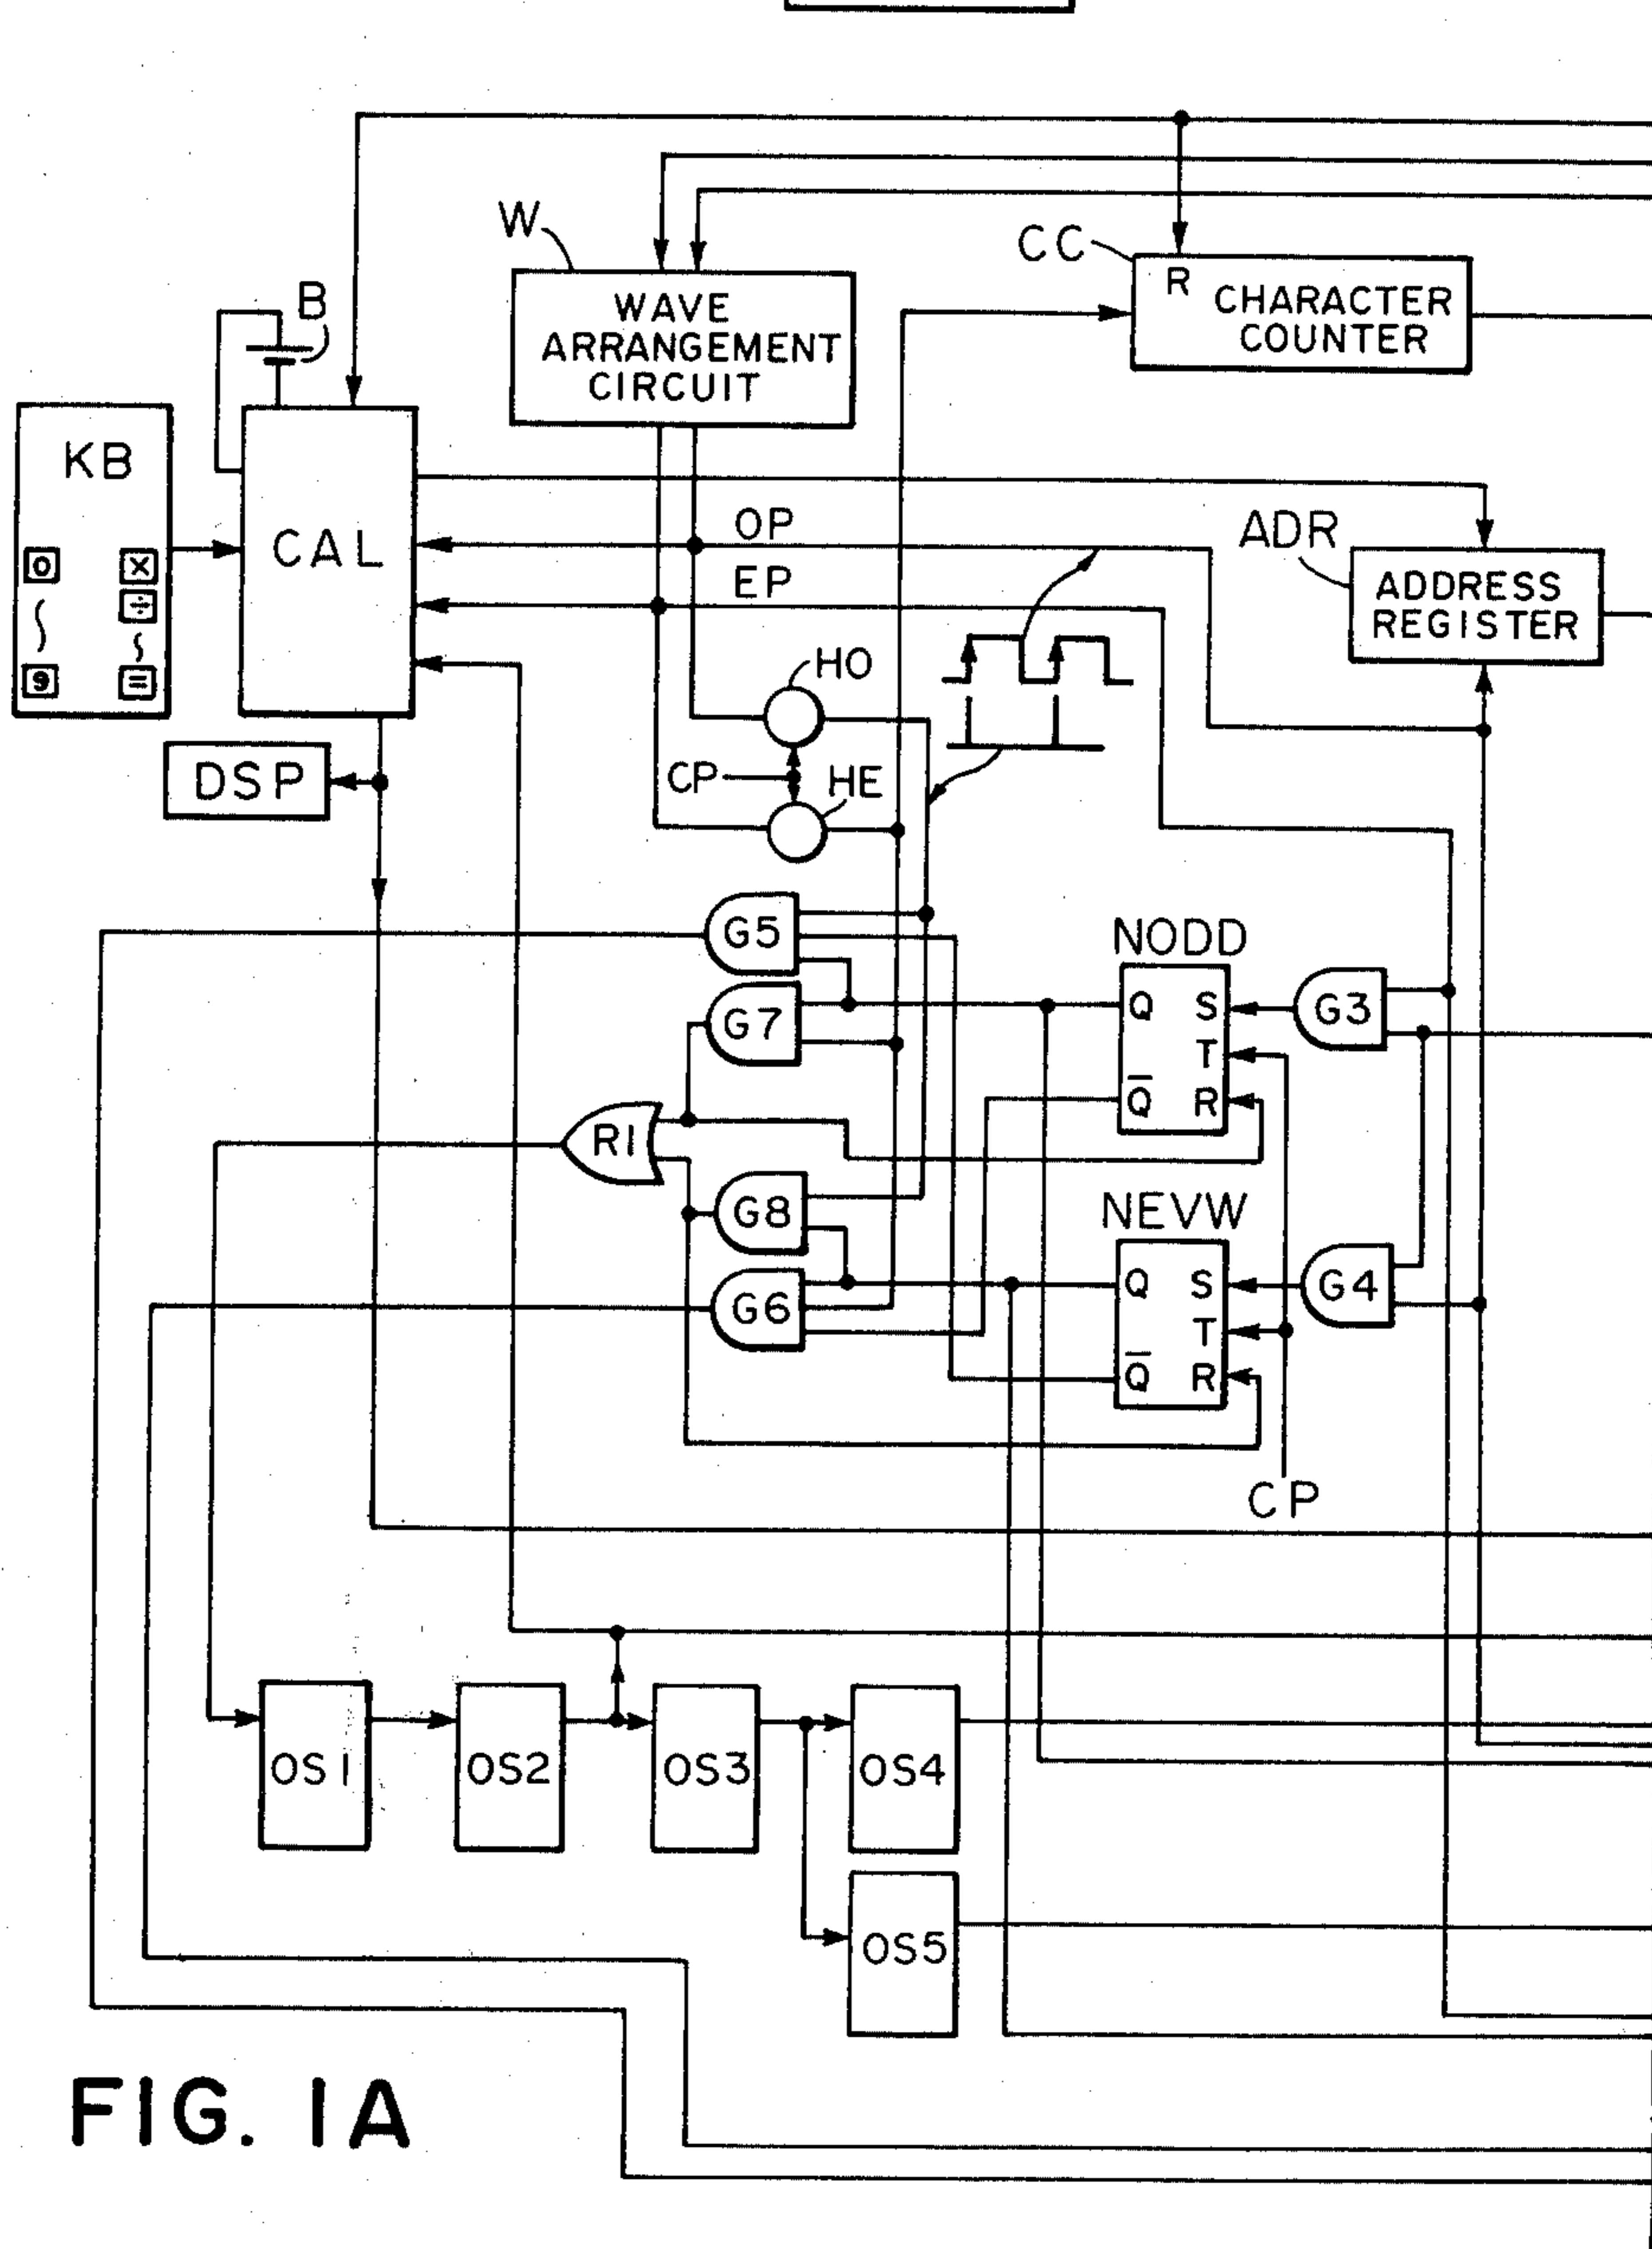 W
CC
R
CHARACTER
COUNTER
WAVE
ARRANGEMENT
CIRCUIT
B
KB
0
9
×
÷
=
CAL
OP
EP
ADR
ADDRESS
REGISTER
HO
CP
HE
DSP
G5
G7
NODD
Q
S
T
Q̅
R
G3
R1
G8
G6
NEVW
Q
S
T
Q̅
R
G4
CP
OS1
OS2
OS3
OS4
OS5
FIG. 1A